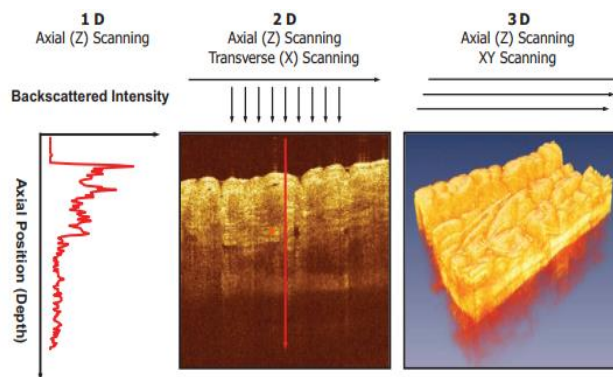 1 D
Axial (Z) Scanning
2 D
Axial (Z) Scanning
Transverse (X) Scanning
3 D
Axial (Z) Scanning
XY Scanning
Backscattered Intensity
Axial Position (Depth)